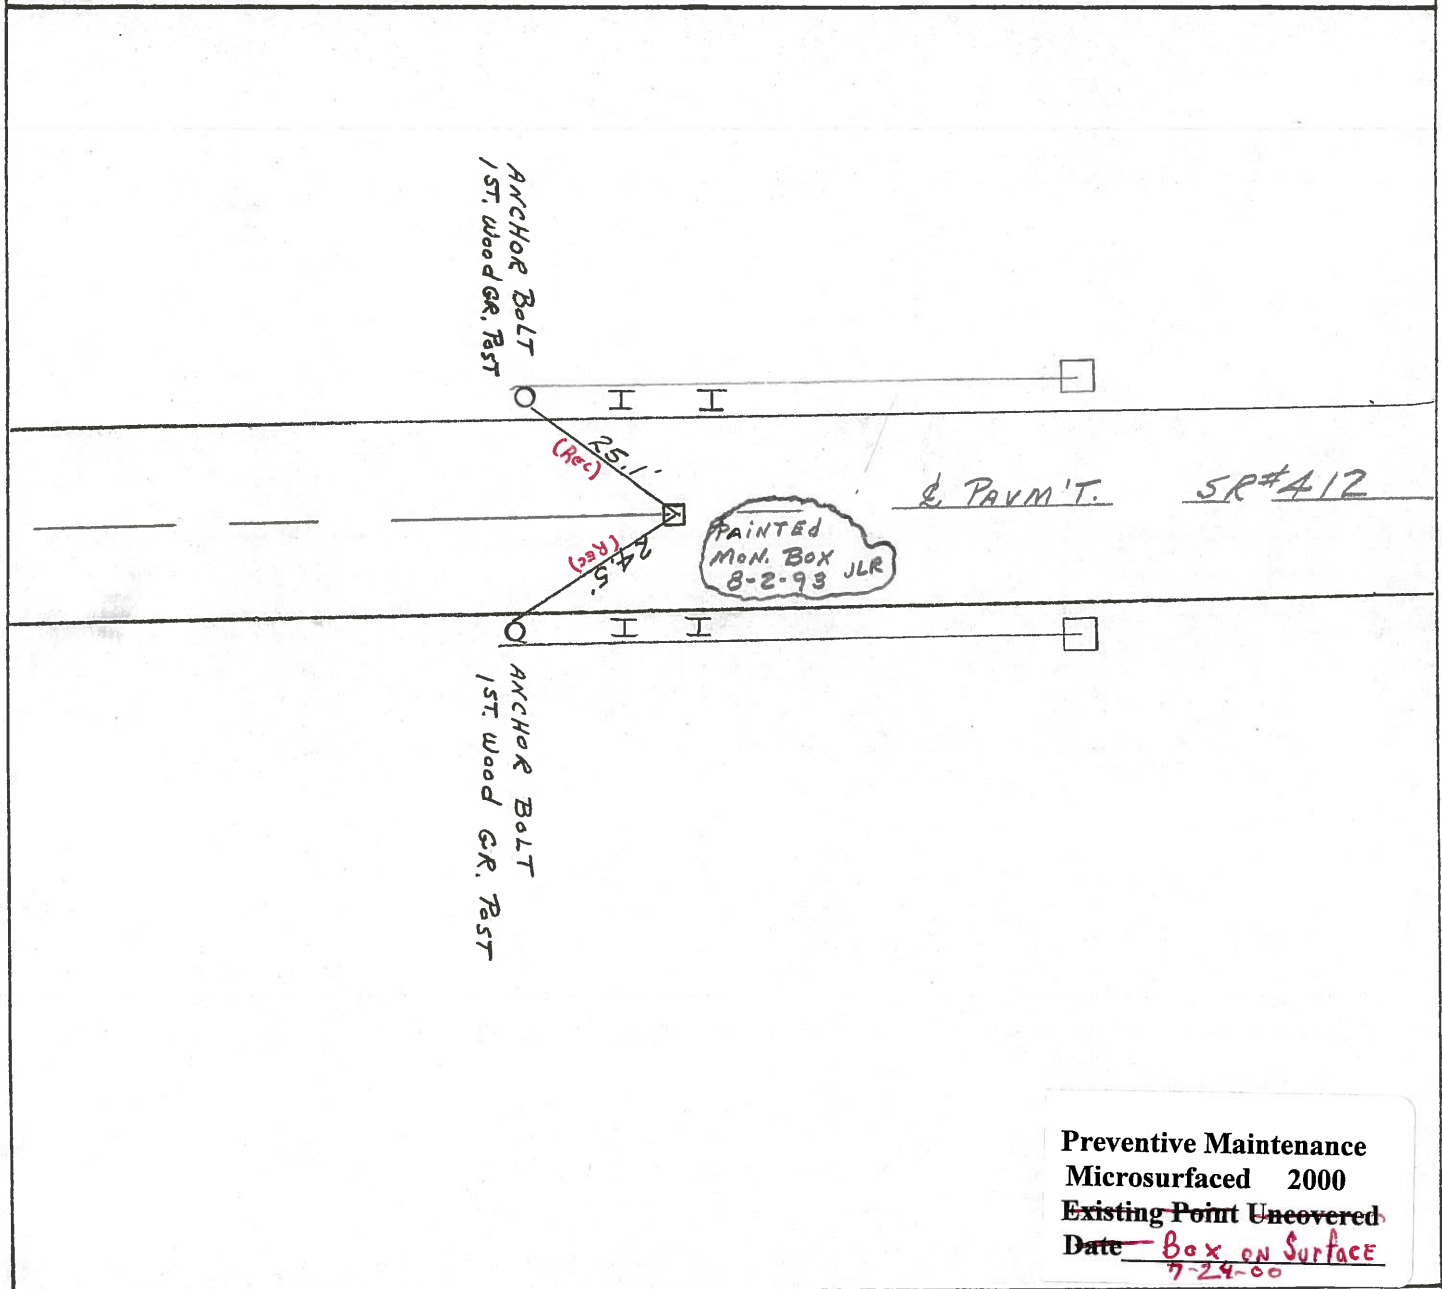 ANCHOR BOLT
1ST. WOOD GR. POST
25.1'
(REC)
℄ PAVM'T.
SR#412
PAINTEd
MON. BOX
8-2-93 JLR
24.5'
(REC)
ANCHOR BOLT
1ST. WOOD GR. POST
Preventive Maintenance
Microsurfaced 2000
Existing Point Uncovered
Date Box ON SurfacE
7-24-00